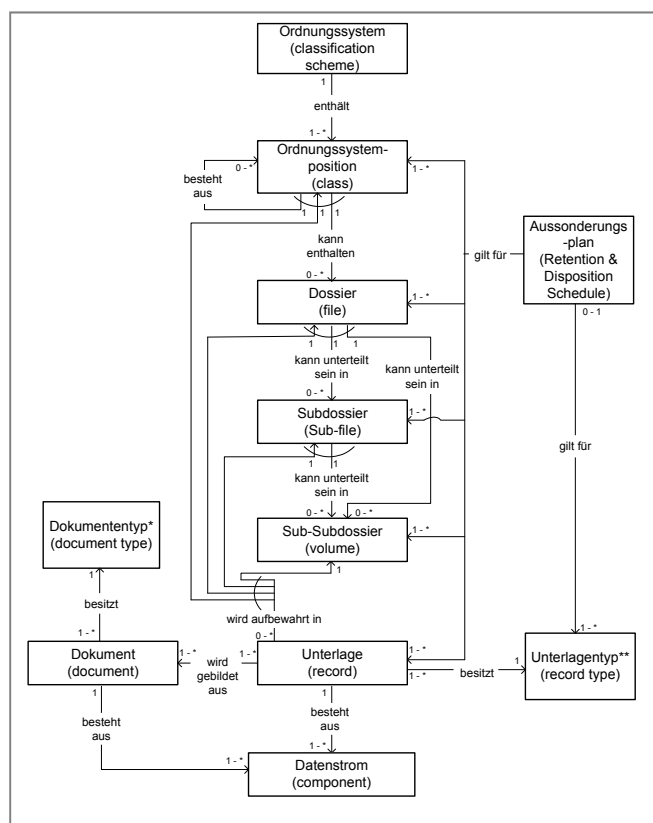 Ordnungssystem
(classification
scheme)
1
enthält
1 - *
Ordnungssystem-
position
(class)
0 - *
1 - *
besteht
aus
1
1
1
kann
enthalten
0 - *
Aussonderungs
-plan
(Retention &
Disposition
Schedule)
gilt für
0 - 1
Dossier
(file)
1 - *
1
1
1
kann unterteilt
sein in
kann unterteilt
sein in
0 - *
Subdossier
(Sub-file)
1 - *
1
1
kann unterteilt
sein in
gilt für
0 - *
0 - *
Sub-Subdossier
(volume)
1 - *
1
Dokumententyp*
(document type)
1
besitzt
1 - *
wird aufbewahrt in
0 - *
Dokument
(document)
1 - *
wird
gebildet
aus
1 - *
Unterlage
(record)
1 - *
1 - *
besitzt
1
1 - *
Unterlagentyp**
(record type)
1
besteht
aus
1
besteht
aus
1 - *
1 - *
Datenstrom
(component)